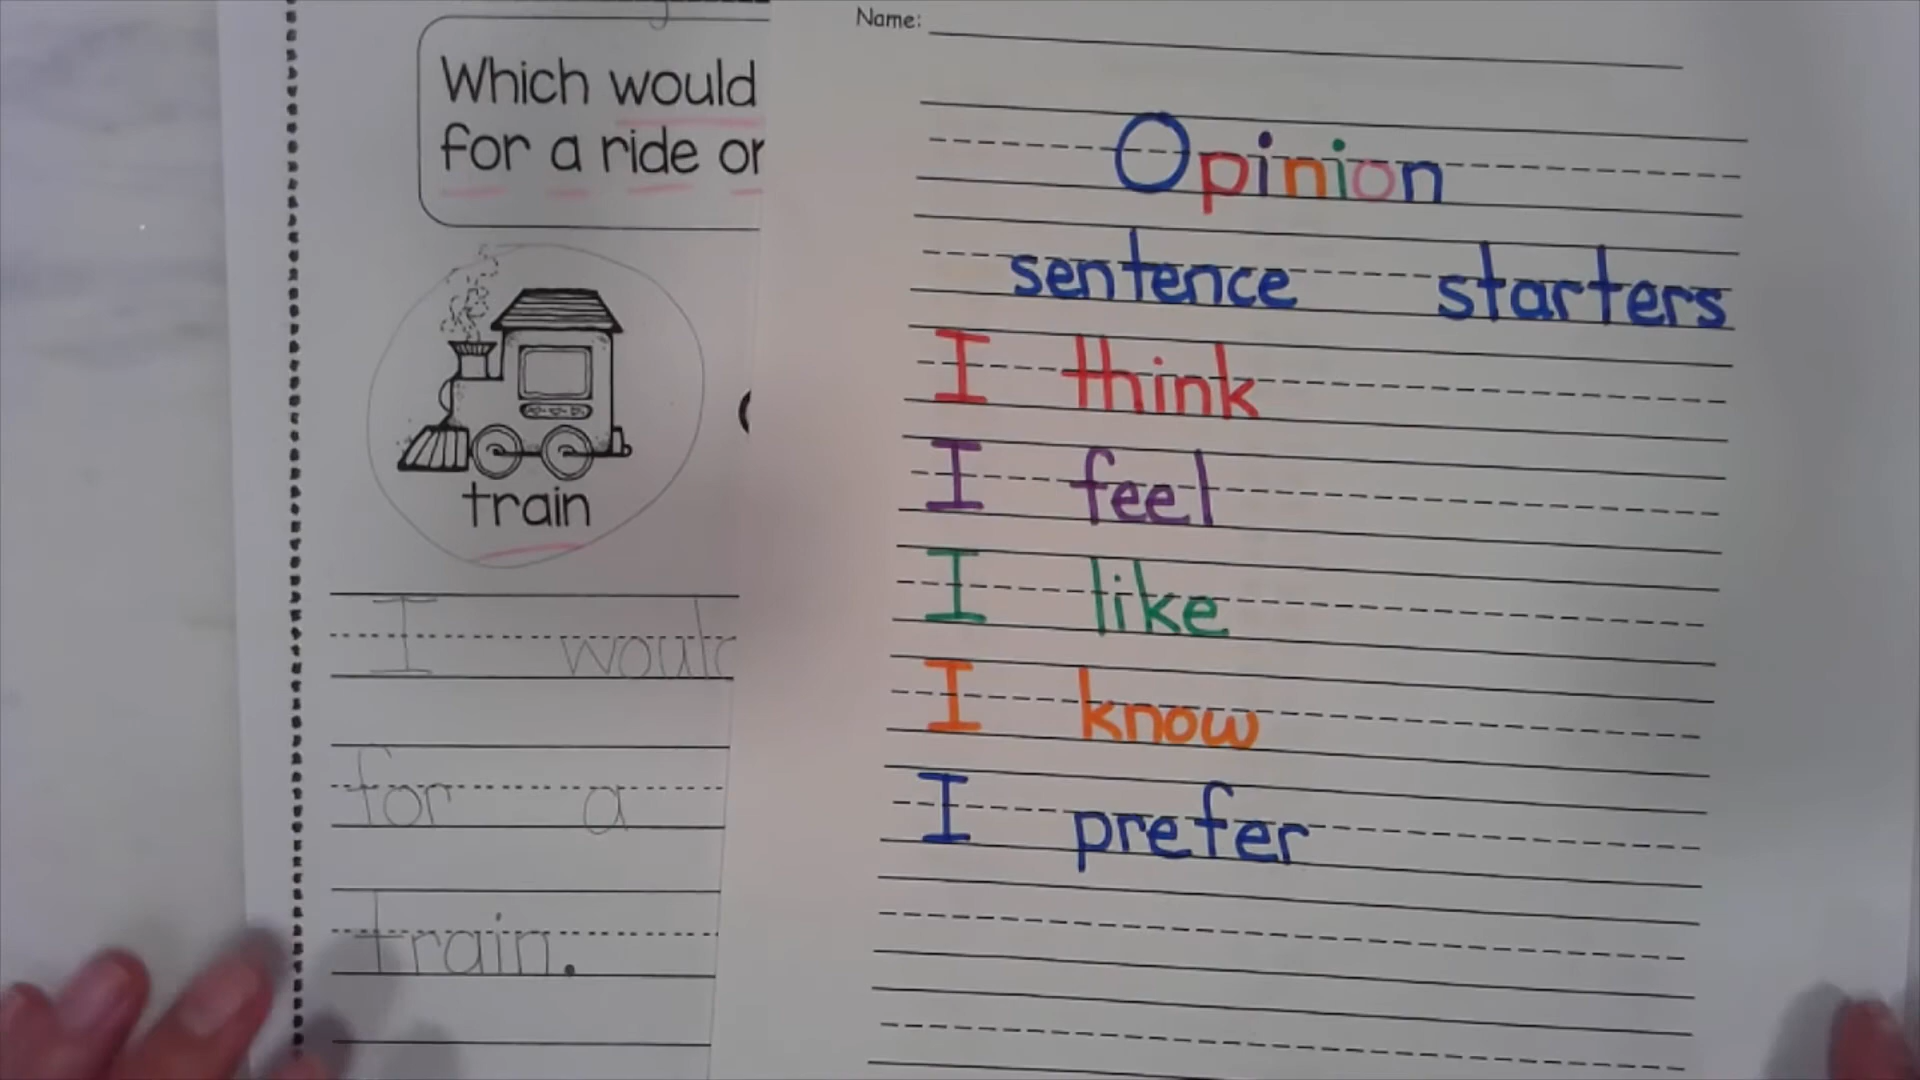 Which would
for a ride or
train
I would
for a
train.
Name:
Opinion
sentence starters
I think
I feel
I like
I know
I prefer